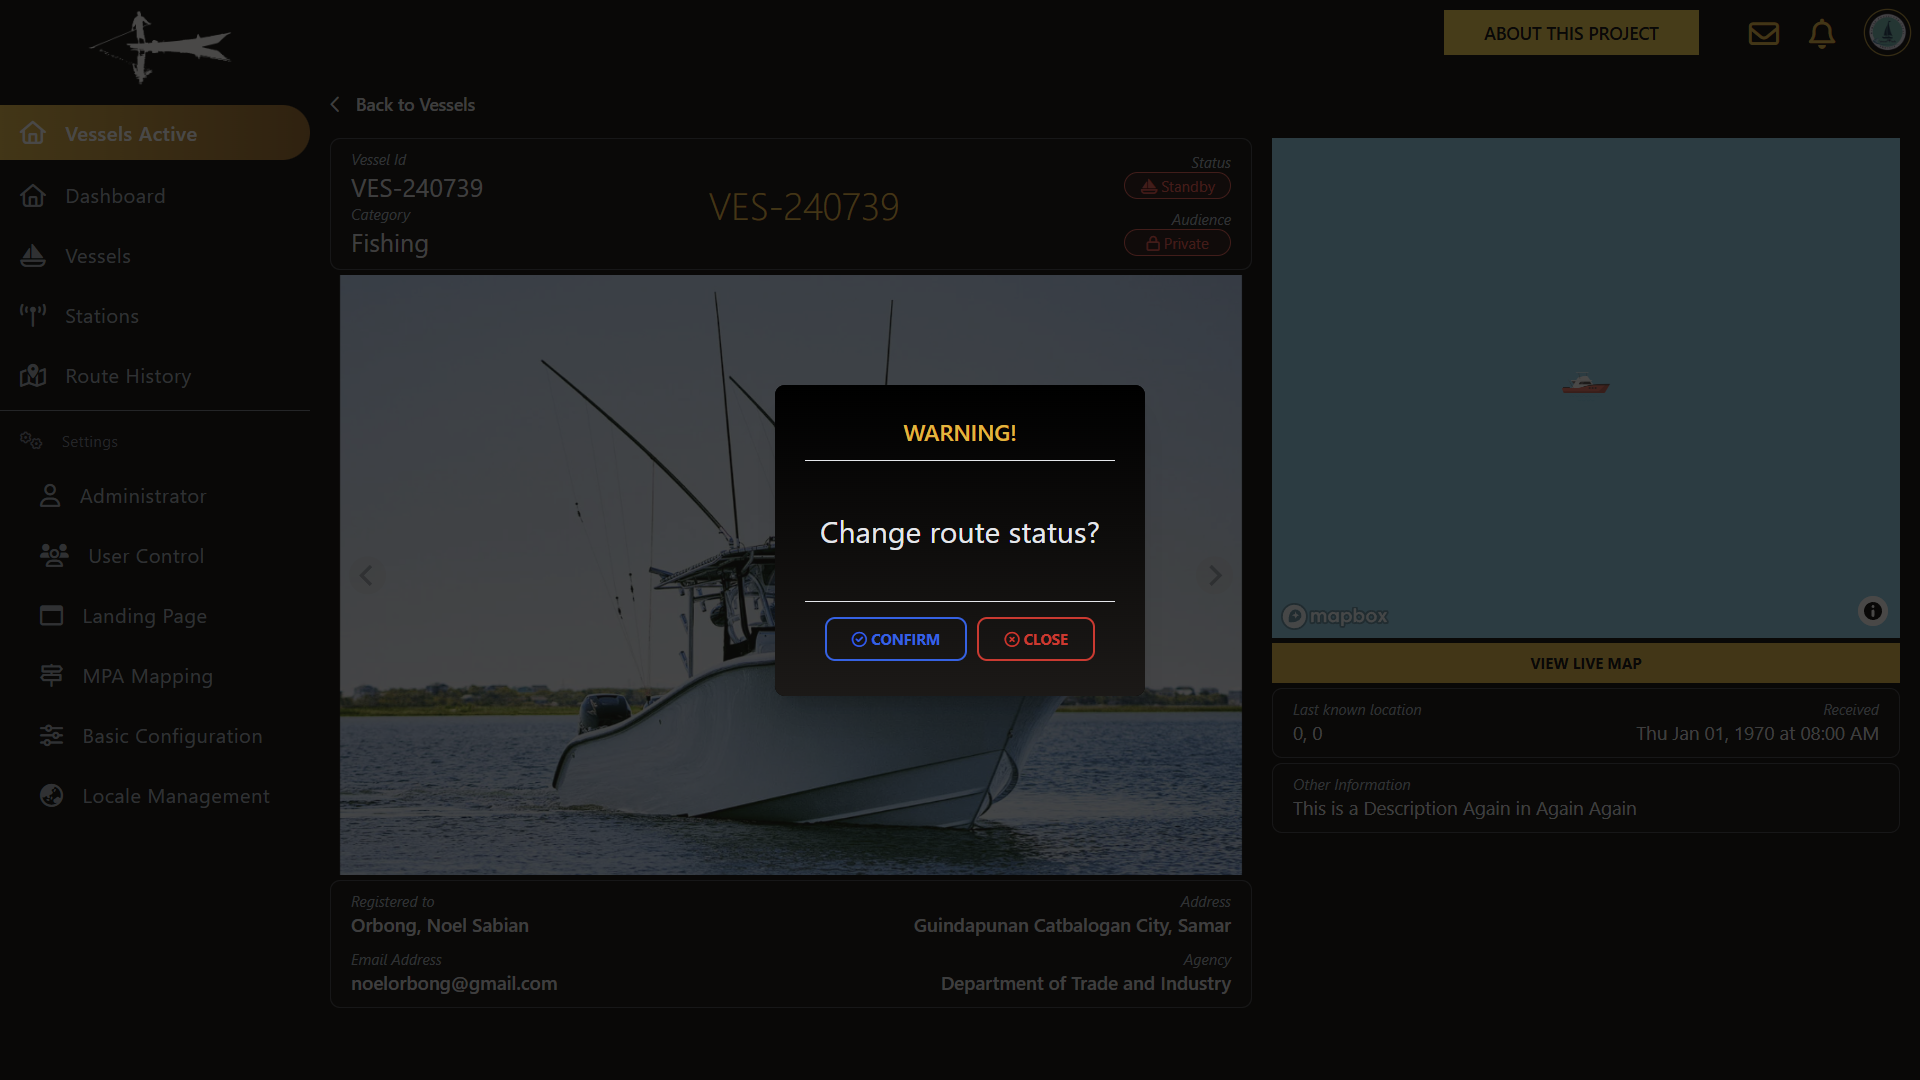 ABOUT THIS PROJECT
Vessels Active
Dashboard
Vessels
Stations
Route History
Settings
Administrator
User Control
Landing Page
MPA Mapping
Basic Configuration
Locale Management
Back to Vessels
Vessel Id
VES-240739
Category
Fishing
VES-240739
Status
Standby
Audience
Private
WARNING!
Change route status?
CONFIRM
CLOSE
Registered to
Orbong, Noel Sabian
Address
Guindapunan Catbalogan City, Samar
Email Address
noelorbong@gmail.com
Agency
Department of Trade and Industry
mapbox
VIEW LIVE MAP
Last known location
0, 0
Received
Thu Jan 01, 1970 at 08:00 AM
Other Information
This is a Description Again in Again Again